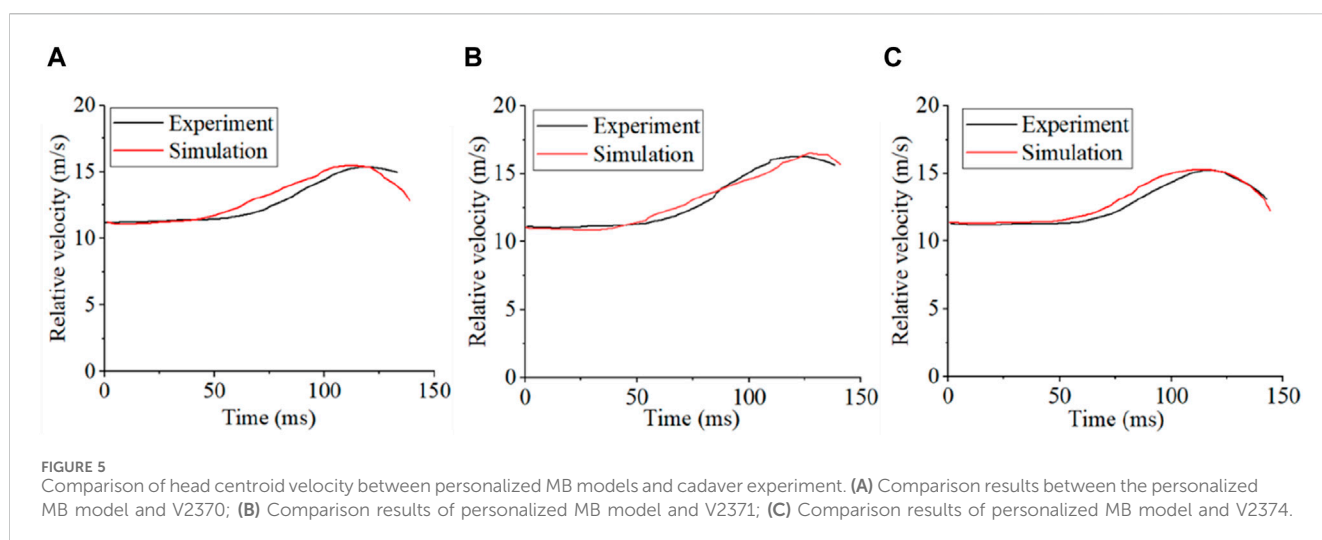 A
B
C
20
15
10
5
0
0
50
100
150
Relative velocity (m/s)
Time (ms)
Experiment
Simulation
20
15
10
5
0
0
50
100
150
Relative velocity (m/s)
Time (ms)
Experiment
Simulation
20
15
10
5
0
0
50
100
150
Relative velocity (m/s)
Time (ms)
Experiment
Simulation
FIGURE 5
Comparison of head centroid velocity between personalized MB models and cadaver experiment. (A) Comparison results between the personalized
MB model and V2370; (B) Comparison results of personalized MB model and V2371; (C) Comparison results of personalized MB model and V2374.